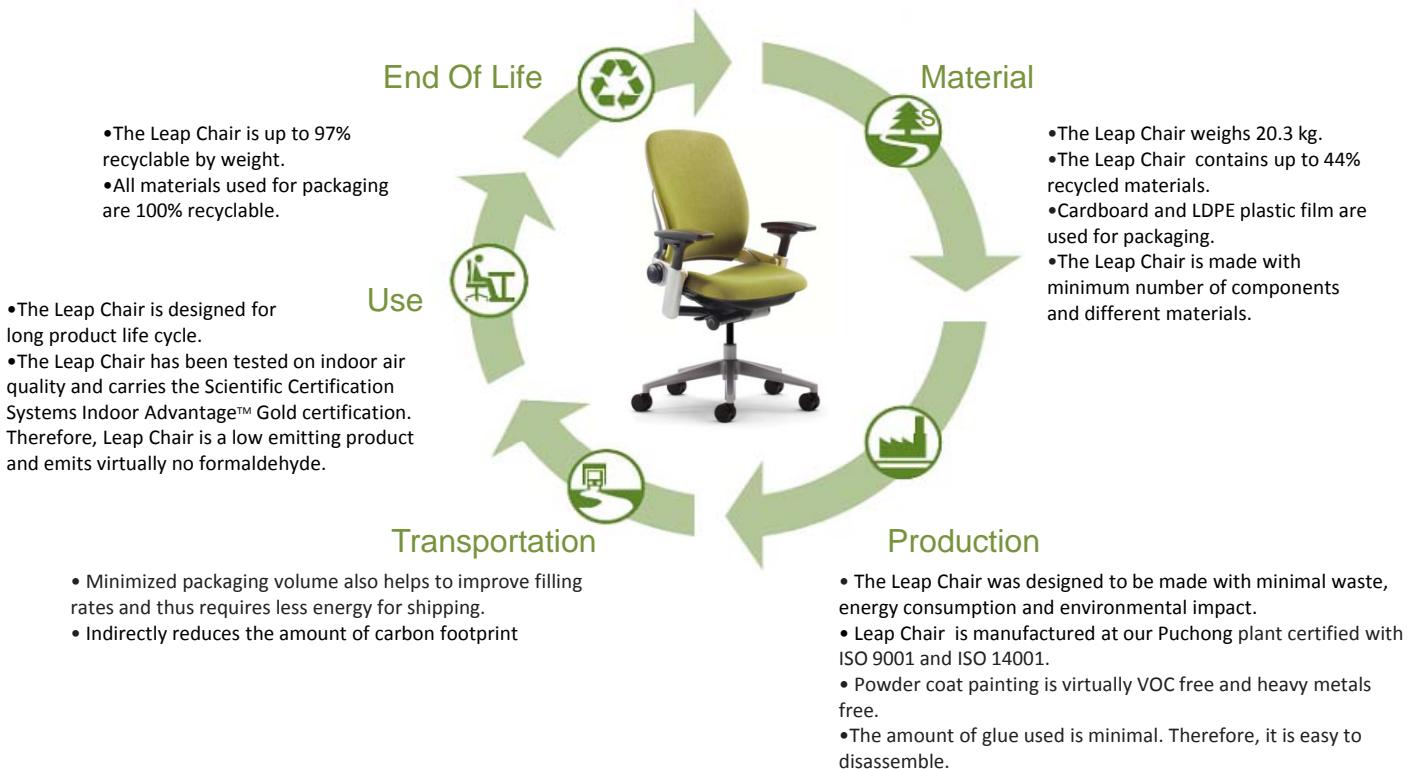 End Of Life
•The Leap Chair is up to 97%
recyclable by weight.
•All materials used for packaging
are 100% recyclable.
Materials
•The Leap Chair weighs 20.3 kg.
•The Leap Chair  contains up to 44%
recycled materials.
•Cardboard and LDPE plastic film are
used for packaging.
•The Leap Chair is made with
minimum number of components
and different materials.
Use
•The Leap Chair is designed for
long product life cycle.
•The Leap Chair has been tested on indoor air
quality and carries the Scientific Certification
Systems Indoor Advantage™ Gold certification.
Therefore, Leap Chair is a low emitting product
and emits virtually no formaldehyde.
Transportation
• Minimized packaging volume also helps to improve filling
rates and thus requires less energy for shipping.
• Indirectly reduces the amount of carbon footprint
Production
• The Leap Chair was designed to be made with minimal waste,
energy consumption and environmental impact.
• Leap Chair  is manufactured at our Puchong plant certified with
ISO 9001 and ISO 14001.
• Powder coat painting is virtually VOC free and heavy metals
free.
•The amount of glue used is minimal. Therefore, it is easy to
disassemble.